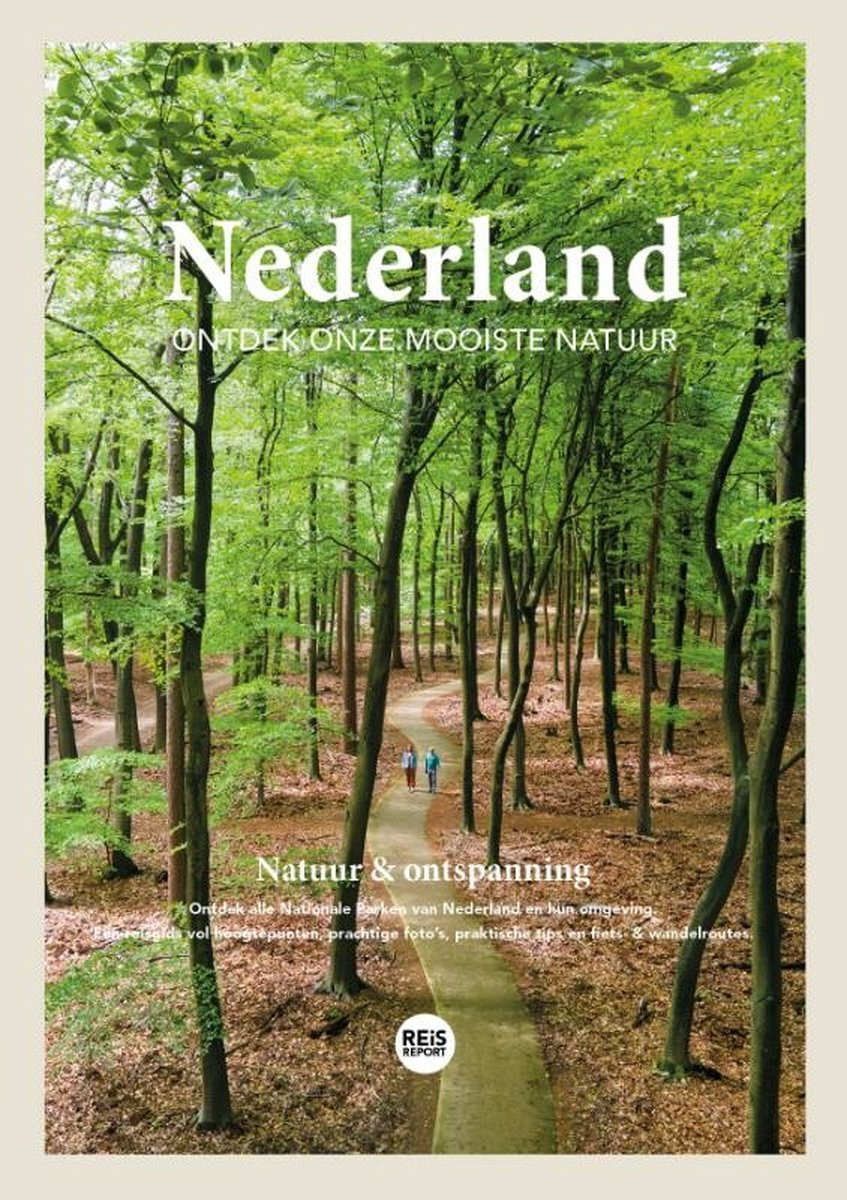 Nederland
ONTDEK ONZE MOOISTE NATUUR
Natuur & ontspanning
Ontdek alle Nationale Parken van Nederland en hun omgeving.
Een reisgids vol hoogtepunten, prachtige foto's, praktische tips en fiets- & wandelroutes.
REiS
REPORT